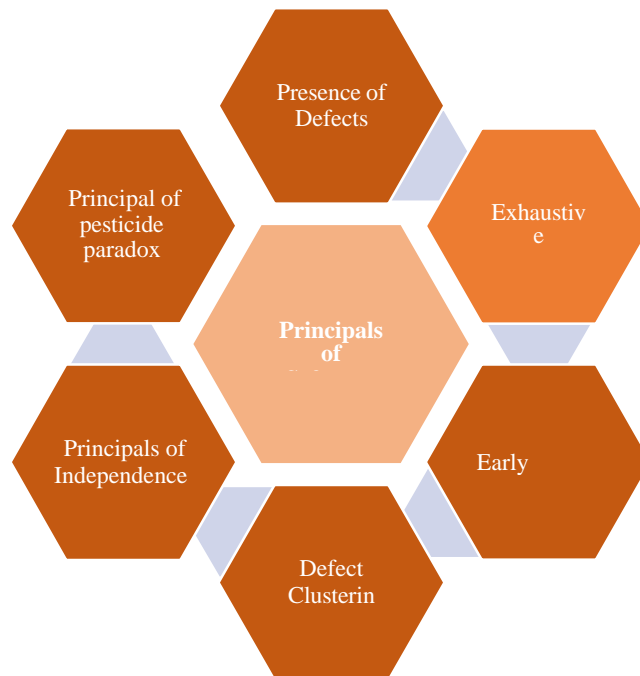 Presence of
Defects
Exhaustiv
e
Early
Defect
Clusterin
Principals of
Independence
Principal of
pesticide
paradox
Principals
of